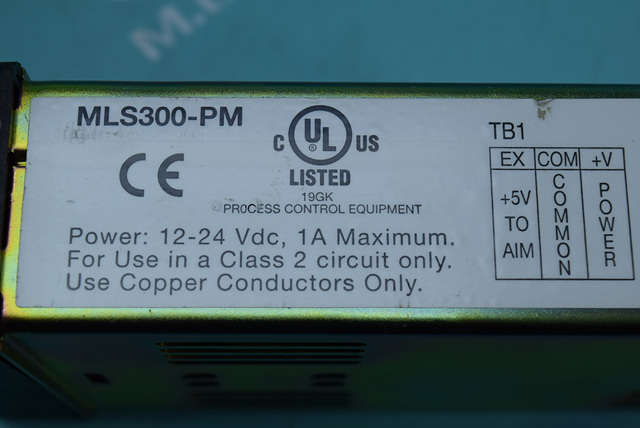 MLS300-PM
CE
C UL US
®
LISTED
19GK
PROCESS CONTROL EQUIPMENT
Power: 12-24 Vdc, 1A Maximum.
For Use in a Class 2 circuit only.
Use Copper Conductors Only.
TB1
EX COM +V
+5V TO AIM
COMMON
POWER